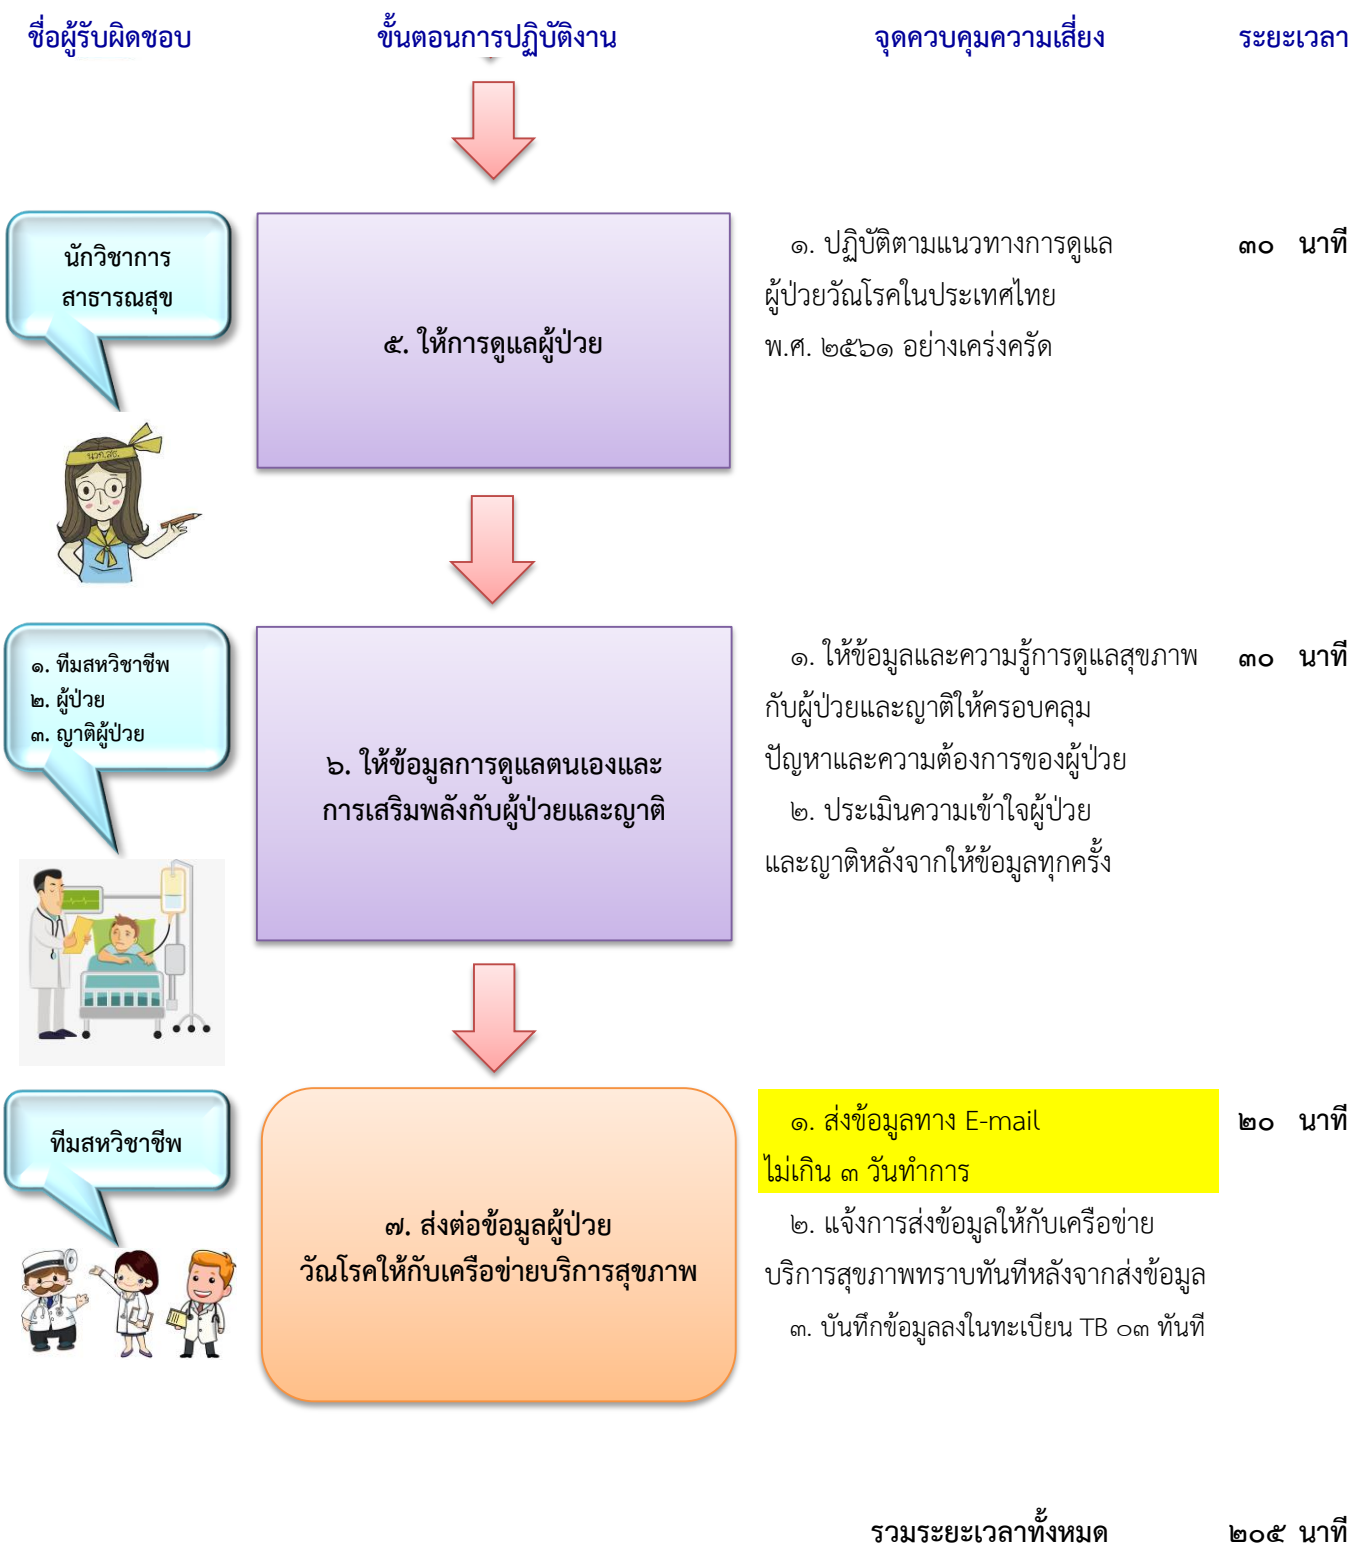 ชื่อผู้รับผิดชอบ ขั้นตอนการปฏิบัติงาน จุดควบคุมความเสี่ยง ระยะเวลา
นักวิชาการ
สาธารณสุข
นวก.สธ.
๕. ให้การดูแลผู้ป่วย
๑. ปฏิบัติตามแนวทางการดูแล
ผู้ป่วยวัณโรคในประเทศไทย
พ.ศ. ๒๕๖๑ อย่างเคร่งครัด
๓๐ นาที
๑. ทีมสหวิชาชีพ
๒. ผู้ป่วย
๓. ญาติผู้ป่วย
๖. ให้ข้อมูลการดูแลตนเองและ
การเสริมพลังกับผู้ป่วยและญาติ
๑. ให้ข้อมูลและความรู้การดูแลสุขภาพ
กับผู้ป่วยและญาติให้ครอบคลุม
ปัญหาและความต้องการของผู้ป่วย
๒. ประเมินความเข้าใจผู้ป่วย
และญาติหลังจากให้ข้อมูลทุกครั้ง
๓๐ นาที
ทีมสหวิชาชีพ
๗. ส่งต่อข้อมูลผู้ป่วย
วัณโรคให้กับเครือข่ายบริการสุขภาพ
๑. ส่งข้อมูลทาง E-mail
ไม่เกิน ๓ วันทำการ
๒. แจ้งการส่งข้อมูลให้กับเครือข่าย
บริการสุขภาพทราบทันทีหลังจากส่งข้อมูล
๓. บันทึกข้อมูลลงในทะเบียน TB ๐๓ ทันที
๒๐ นาที
รวมระยะเวลาทั้งหมด ๒๐๕ นาที